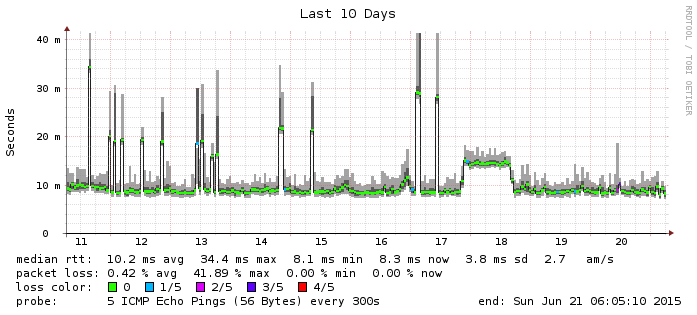 Last 10 Days
RRDTOOL / TOBI OETIKER
Seconds
40 m
30 m
20 m
10 m
0
11 12 13 14 15 16 17 18 19 20
median rtt: 10.2 ms avg 34.4 ms max 8.1 ms min 8.3 ms now 3.8 ms sd 2.7 am/s
packet loss: 0.42 % avg 41.89 % max 0.00 % min 0.00 % now
loss color: 0 1/5 2/5 3/5 4/5
probe: 5 ICMP Echo Pings (56 Bytes) every 300s end: Sun Jun 21 06:05:10 2015